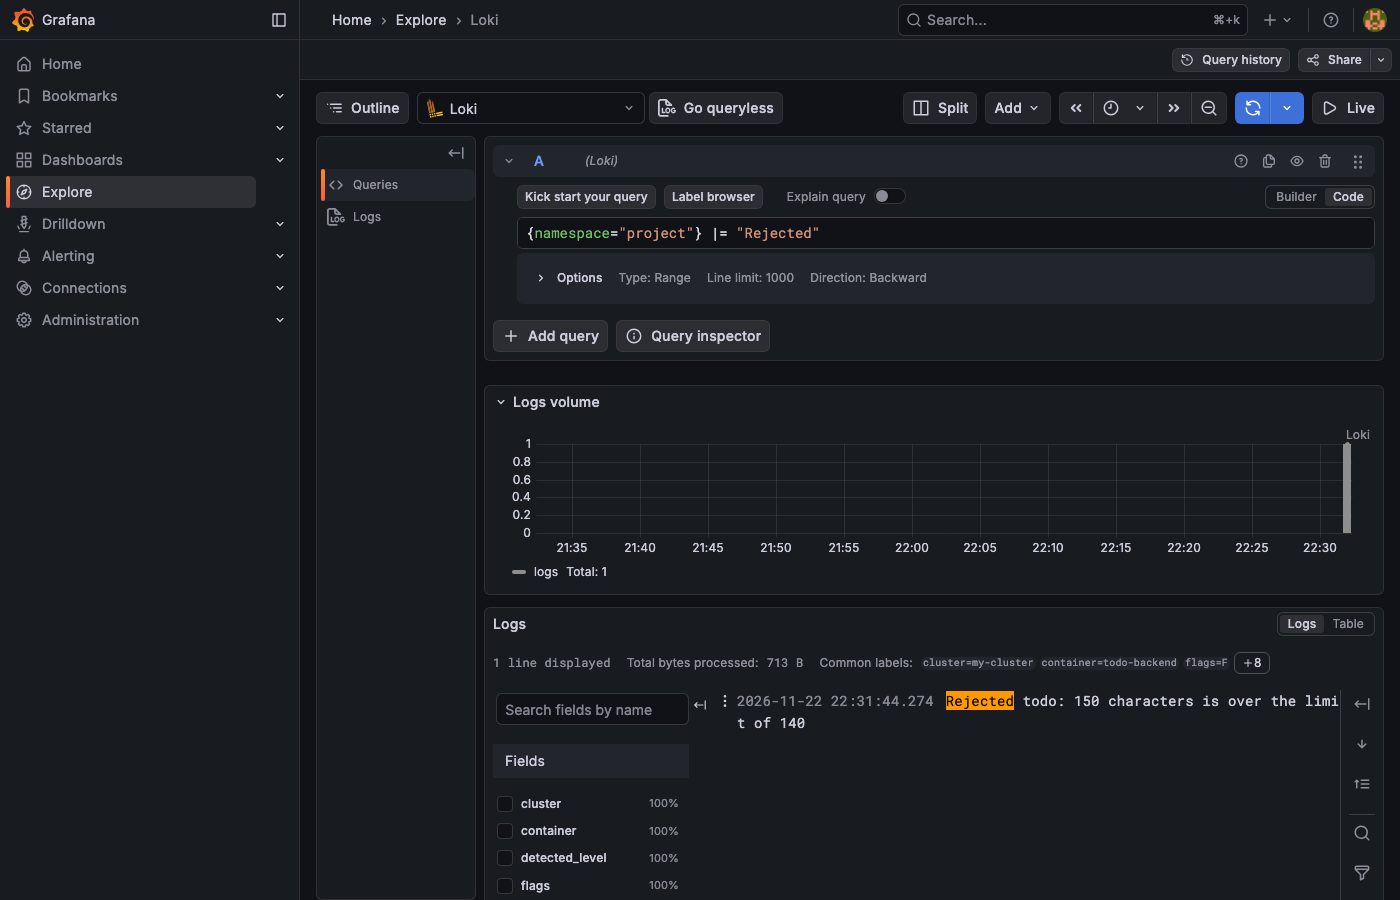 Grafana
Home › Explore › Loki
Search...
⌘+k
Home
Bookmarks
Starred
Dashboards
Explore
Drilldown
Alerting
Connections
Administration
Query history
Share
Outline
Loki
Go queryless
Split
Add
Live
Queries
Logs
A (Loki)
Kick start your query
Label browser
Explain query
Builder
Code
{namespace="project"} |= "Rejected"
Options Type: Range Line limit: 1000 Direction: Backward
+ Add query
Query inspector
Logs volume
Loki
1
0.8
0.6
0.4
0.2
0
21:35 21:40 21:45 21:50 21:55 22:00 22:05 22:10 22:15 22:20 22:25 22:30
logs Total: 1
Logs
Logs
Table
1 line displayed Total bytes processed: 713 B Common labels: cluster=my-cluster container=todo-backend flags=F +8
Search fields by name
2026-11-22 22:31:44.274 Rejected todo: 150 characters is over the limi
t of 140
Fields
cluster 100%
container 100%
detected_level 100%
flags 100%